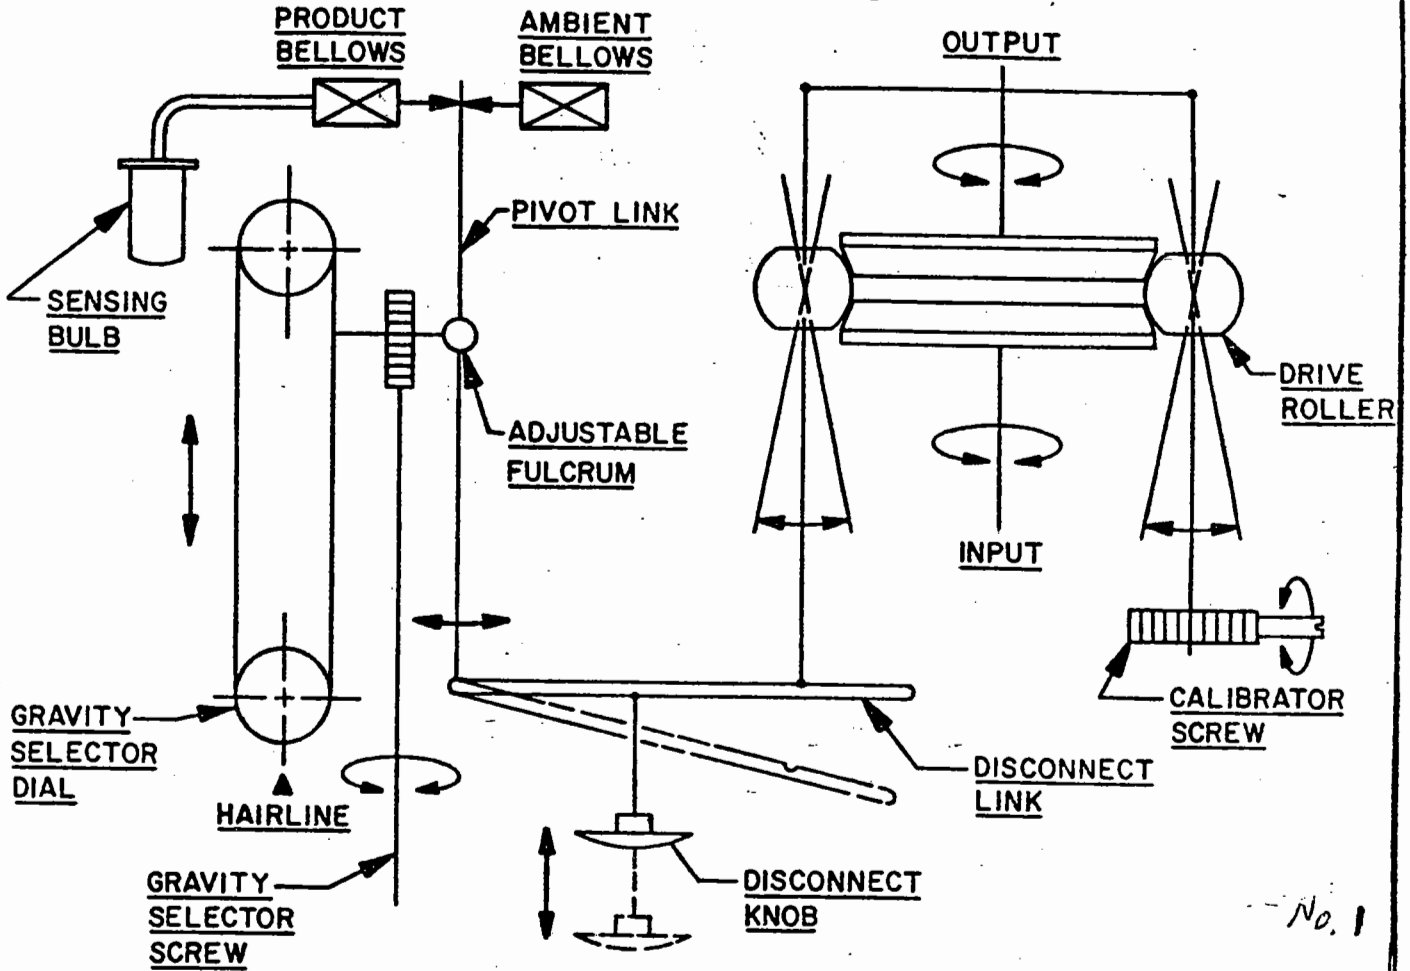 PRODUCT
BELLOWS
AMBIENT
BELLOWS
OUTPUT
PIVOT LINK
SENSING
BULB
DRIVE
ROLLER
ADJUSTABLE
FULCRUM
INPUT
CALIBRATOR
SCREW
GRAVITY
SELECTOR
DIAL
HAIRLINE
DISCONNECT
LINK
GRAVITY
SELECTOR
SCREW
DISCONNECT
KNOB
No. 1